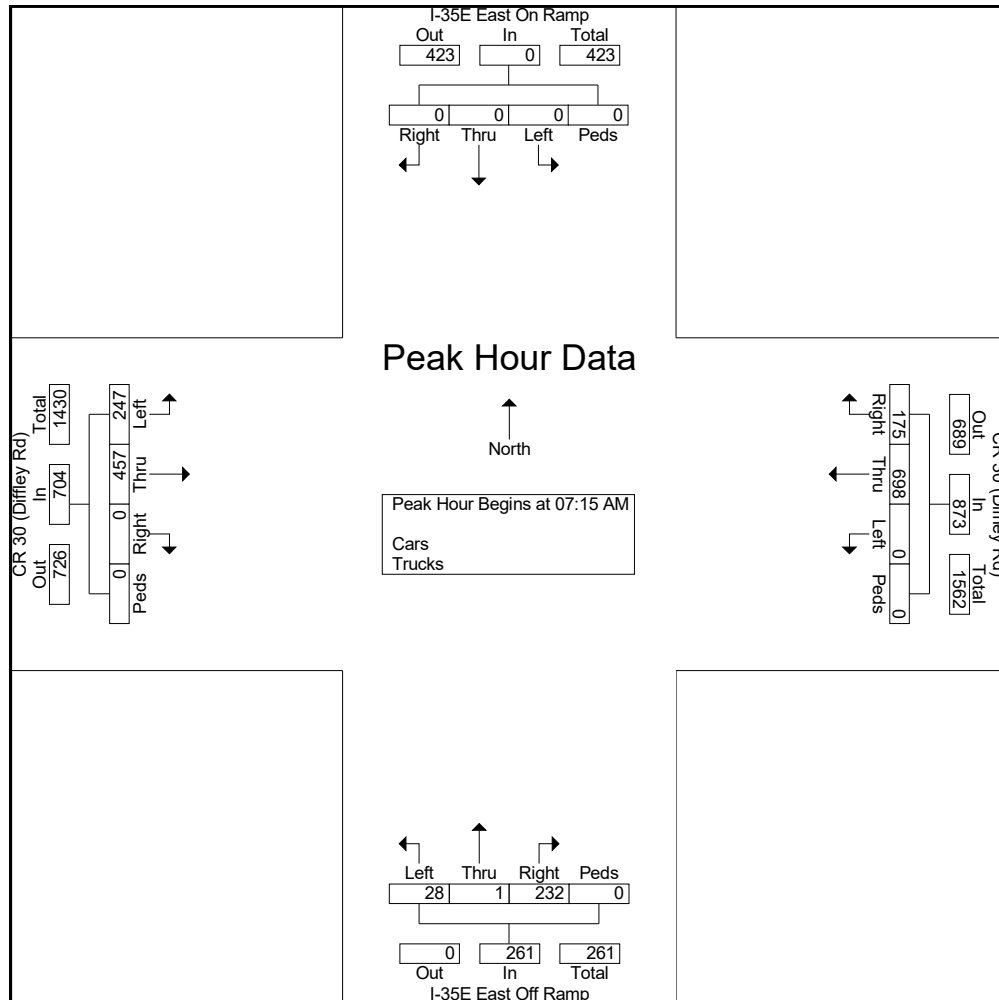 I-35E East On Ramp
Out In Total
423 0 423
0 0 0 0
Right Thru Left Peds
Peak Hour Data
North
Peak Hour Begins at 07:15 AM
Cars
Trucks
CR 30 (Diffley Rd)
Out In Total
726 704 1430
Peds Right Thru Left
0 0 457 247
CR 30 (Diffley Rd)
Out In Total
689 873 1562
175 698 0 0
Right Thru Left Peds
Left Thru Right Peds
28 1 232 0
0 261 261
Out In Total
I-35E East Off Ramp